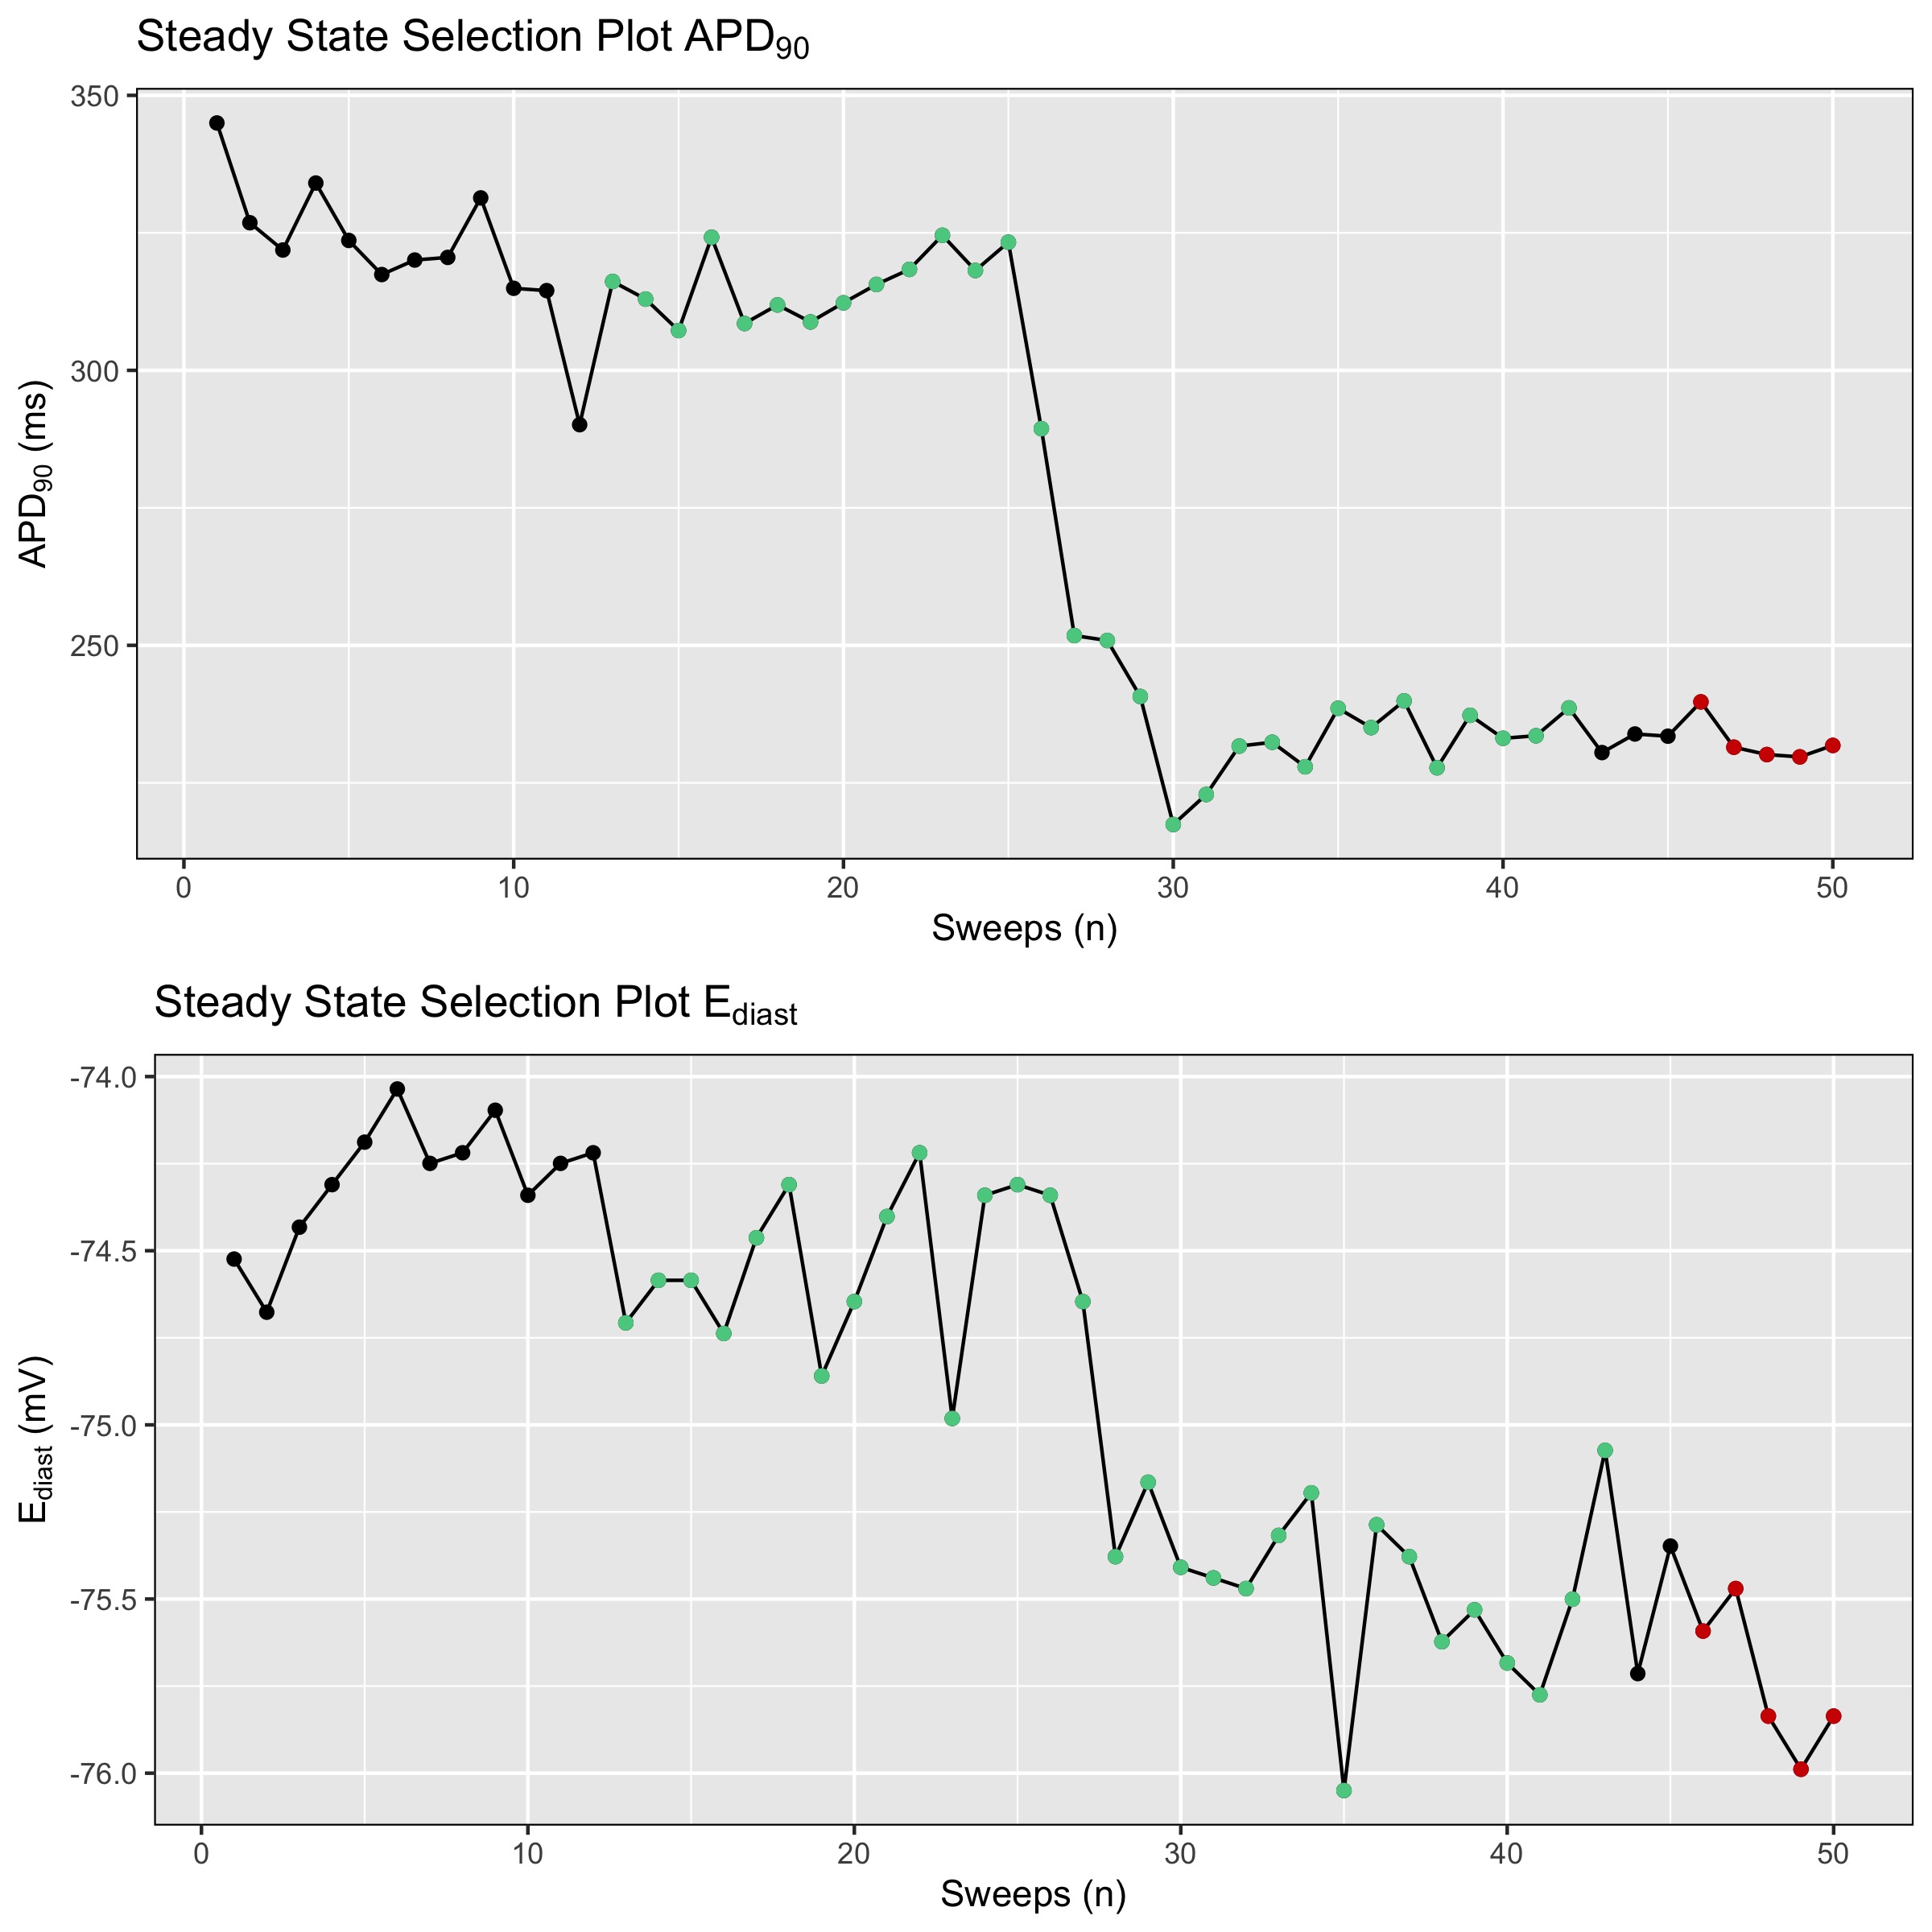 Steady State Selection Plot APD90
350
300
250
APD90 (ms)
0 10 20 30 40 50
Sweeps (n)
Steady State Selection Plot Ediast
-74.0
-74.5
-75.0
-75.5
-76.0
Ediast (mV)
0 10 20 30 40 50
Sweeps (n)